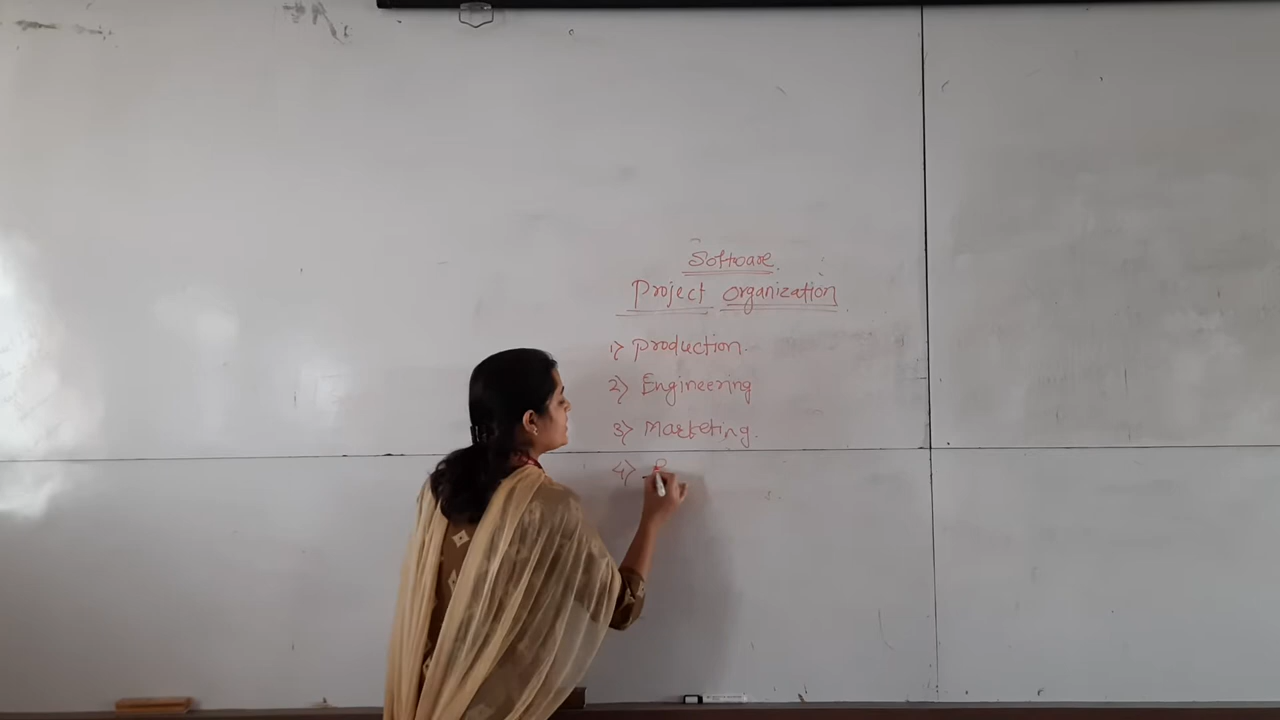 Software
Project organization
1> Production.
2> Engineering
3> Marketing.
4>